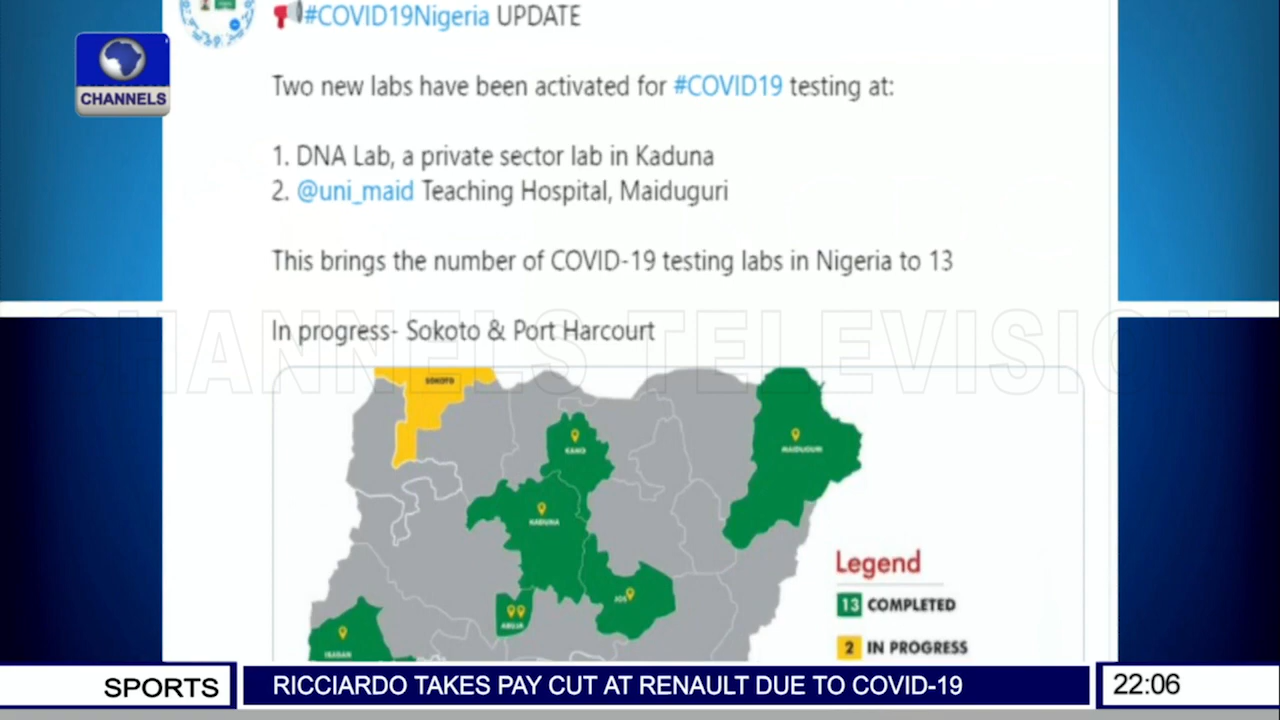 #COVID19Nigeria UPDATE
CHANNELS
Two new labs have been activated for #COVID19 testing at:
1. DNA Lab, a private sector lab in Kaduna
2. @uni_maid Teaching Hospital, Maiduguri
This brings the number of COVID-19 testing labs in Nigeria to 13
In progress- Sokoto & Port Harcourt
CHANNELS TELEVISION
SOKOTO
KANO
MAIDUGURI
KADUNA
JOS
ABUJA
IBADAN
Legend
13 COMPLETED
2 IN PROGRESS
SPORTS
RICCIARDO TAKES PAY CUT AT RENAULT DUE TO COVID-19
22:06